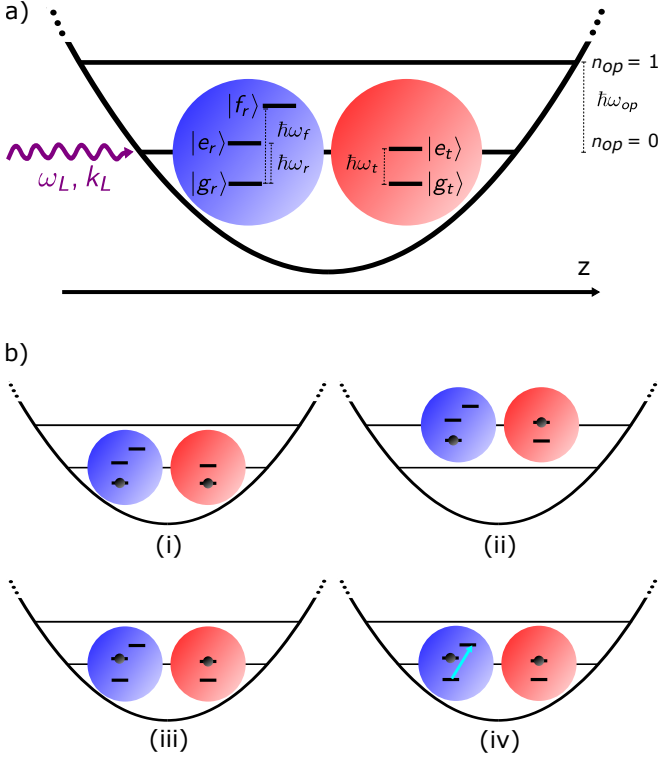 a)
n_op = 1
|f_r⟩
ħω_f
ħω_op
|e_r⟩
|e_t⟩
n_op = 0
ħω_r
ħω_t
|g_r⟩
|g_t⟩
ω_L, k_L
z
b)
(i)
(ii)
(iii)
(iv)